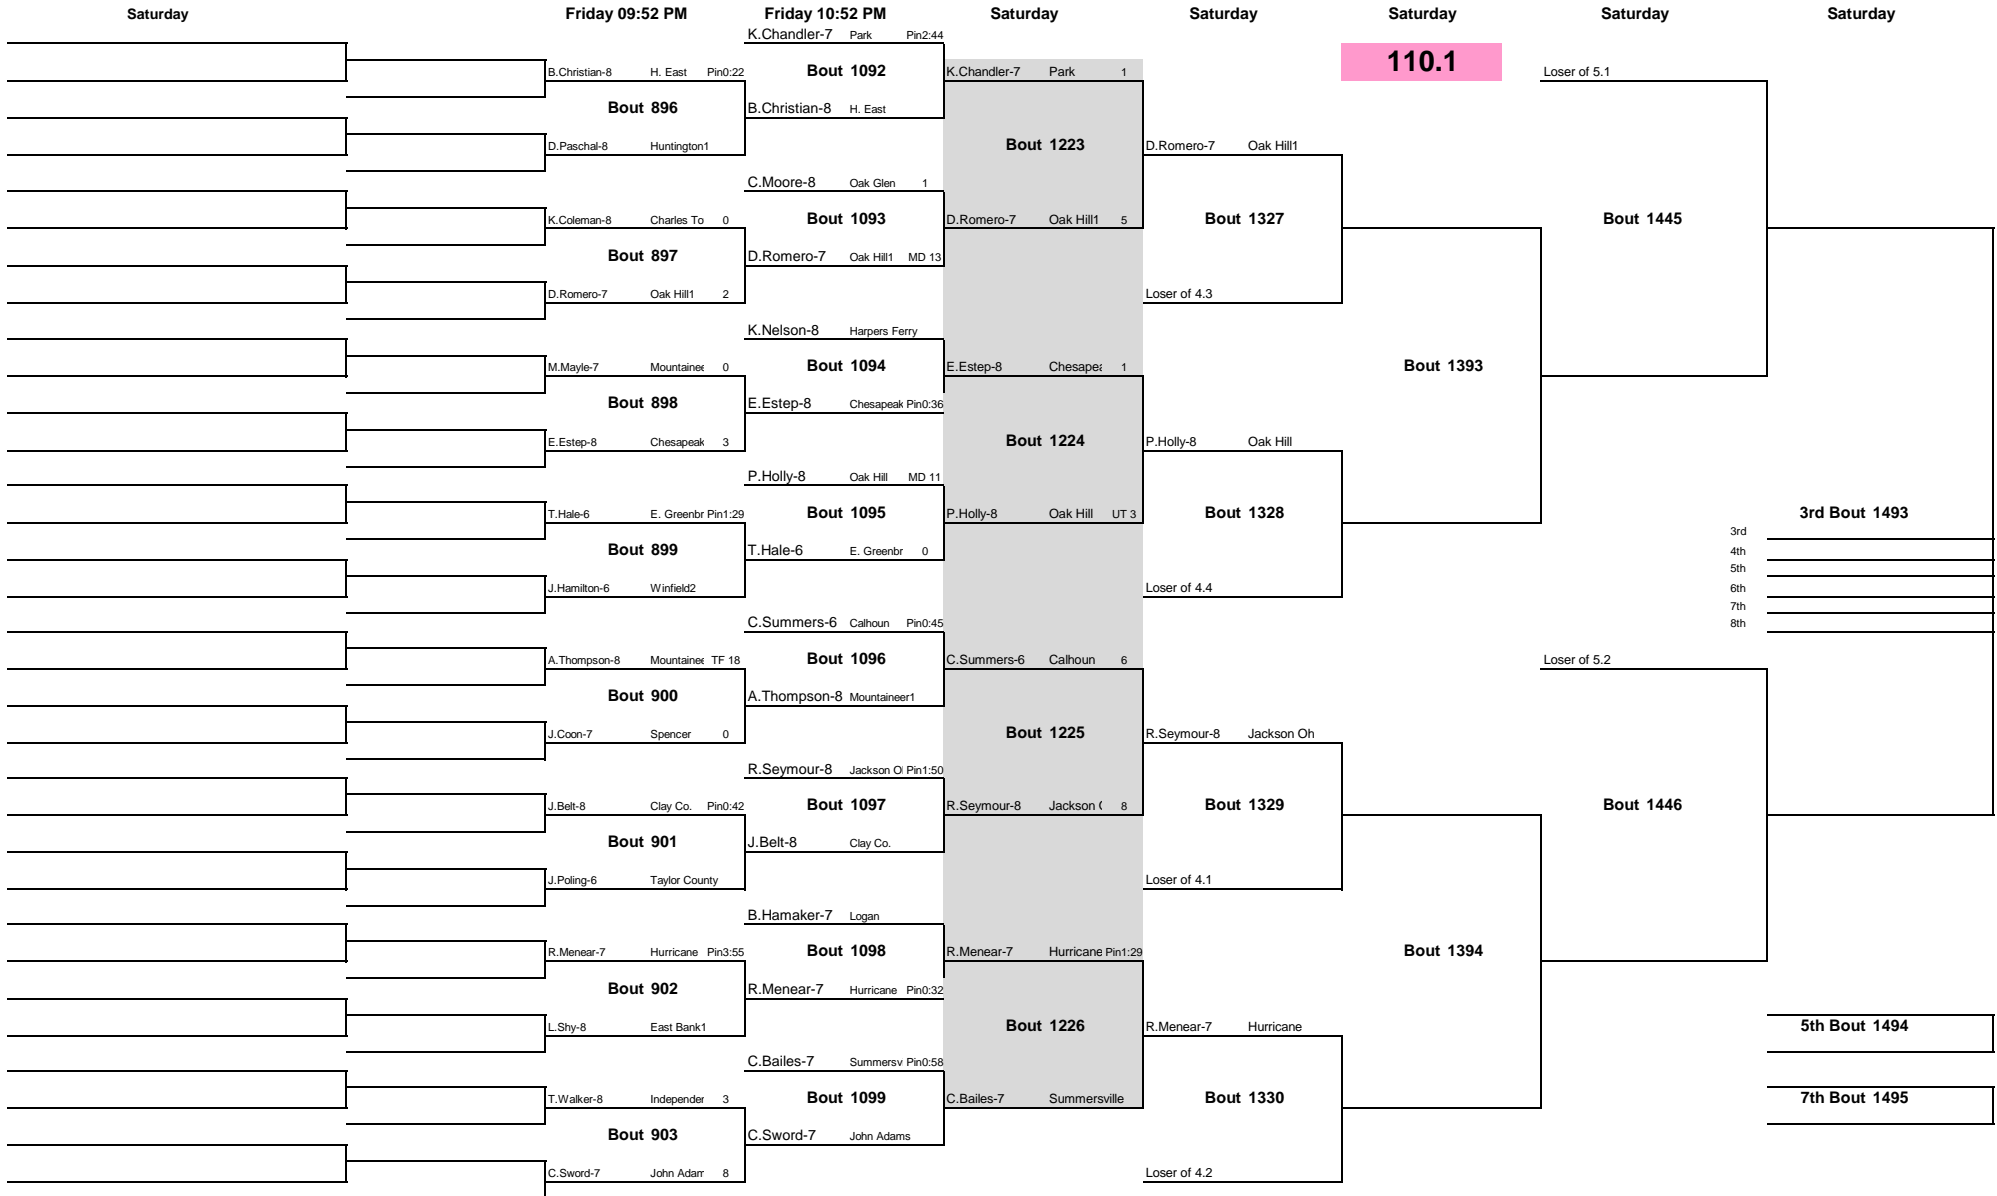 Saturday Friday 09:52 PM Friday 10:52 PM Saturday Saturday Saturday Saturday Saturday
K.Chandler-7 Park Pin2:44
110.1
B.Christian-8 H. East Pin0:22 Bout 1092 K.Chandler-7 Park 1 Loser of 5.1
Bout 896 B.Christian-8 H. East
D.Paschal-8 Huntington1 Bout 1223 D.Romero-7 Oak Hill1
C.Moore-8 Oak Glen 1
K.Coleman-8 Charles To 0 Bout 1093 D.Romero-7 Oak Hill1 5 Bout 1327 Bout 1445
Bout 897 D.Romero-7 Oak Hill1 MD 13
D.Romero-7 Oak Hill1 2 Loser of 4.3
K.Nelson-8 Harpers Ferry
M.Mayle-7 Mountainee 0 Bout 1094 E.Estep-8 Chesapea 1 Bout 1393
Bout 898 E.Estep-8 Chesapeak Pin0:36
E.Estep-8 Chesapeak 3 Bout 1224 P.Holly-8 Oak Hill
P.Holly-8 Oak Hill MD 11
T.Hale-6 E. Greenbr Pin1:29 Bout 1095 P.Holly-8 Oak Hill UT 3 Bout 1328 3rd Bout 1493
3rd
Bout 899 T.Hale-6 E. Greenbr 0 4th
5th
J.Hamilton-6 Winfield2 Loser of 4.4 6th
7th
C.Summers-6 Calhoun Pin0:45 8th
A.Thompson-8 Mountainee TF 18 Bout 1096 C.Summers-6 Calhoun 6 Loser of 5.2
Bout 900 A.Thompson-8 Mountaineer1
J.Coon-7 Spencer 0 Bout 1225 R.Seymour-8 Jackson Oh
R.Seymour-8 Jackson O Pin1:50
J.Belt-8 Clay Co. Pin0:42 Bout 1097 R.Seymour-8 Jackson 8 Bout 1329 Bout 1446
Bout 901 J.Belt-8 Clay Co.
J.Poling-6 Taylor County Loser of 4.1
B.Hamaker-7 Logan
R.Menear-7 Hurricane Pin3:55 Bout 1098 R.Menear-7 Hurricane Pin1:29 Bout 1394
Bout 902 R.Menear-7 Hurricane Pin0:32
L.Shy-8 East Bank1 Bout 1226 R.Menear-7 Hurricane 5th Bout 1494
C.Bailes-7 Summersv Pin0:58
T.Walker-8 Independer 3 Bout 1099 C.Bailes-7 Summersville Bout 1330 7th Bout 1495
Bout 903 C.Sword-7 John Adams
C.Sword-7 John Adam 8 Loser of 4.2